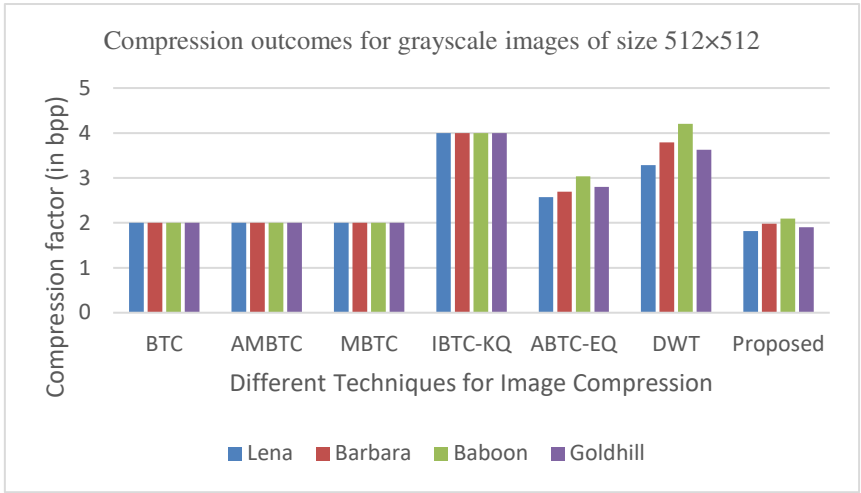 Compression outcomes for grayscale images of size 512×512
Compression factor (in bpp)
5
4
3
2
1
0
BTC AMBTC MBTC IBTC-KQ ABTC-EQ DWT Proposed
Different Techniques for Image Compression
Lena Barbara Baboon Goldhill